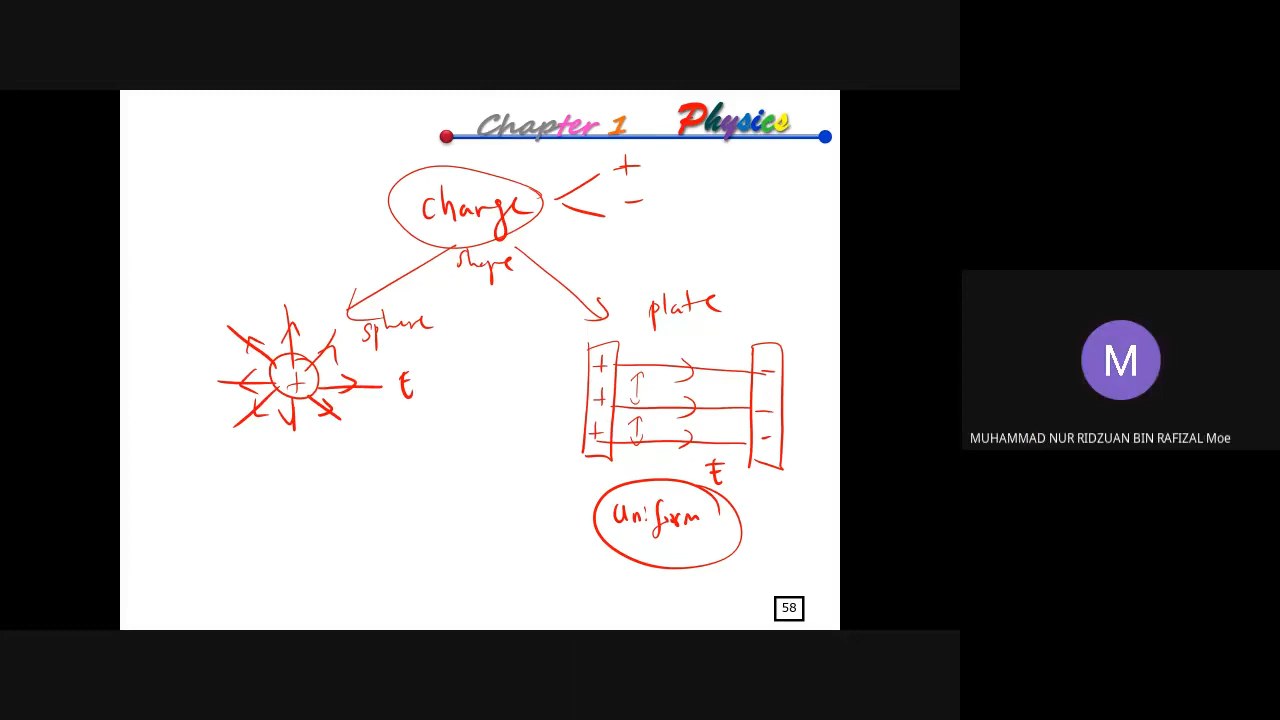 Chapter 1 Physics
+
Charge
-
shape
plate
sphere
+ -
+ E
+ -
+ -
E
uniform
58
M
MUHAMMAD NUR RIDZUAN BIN RAFIZAL Moe